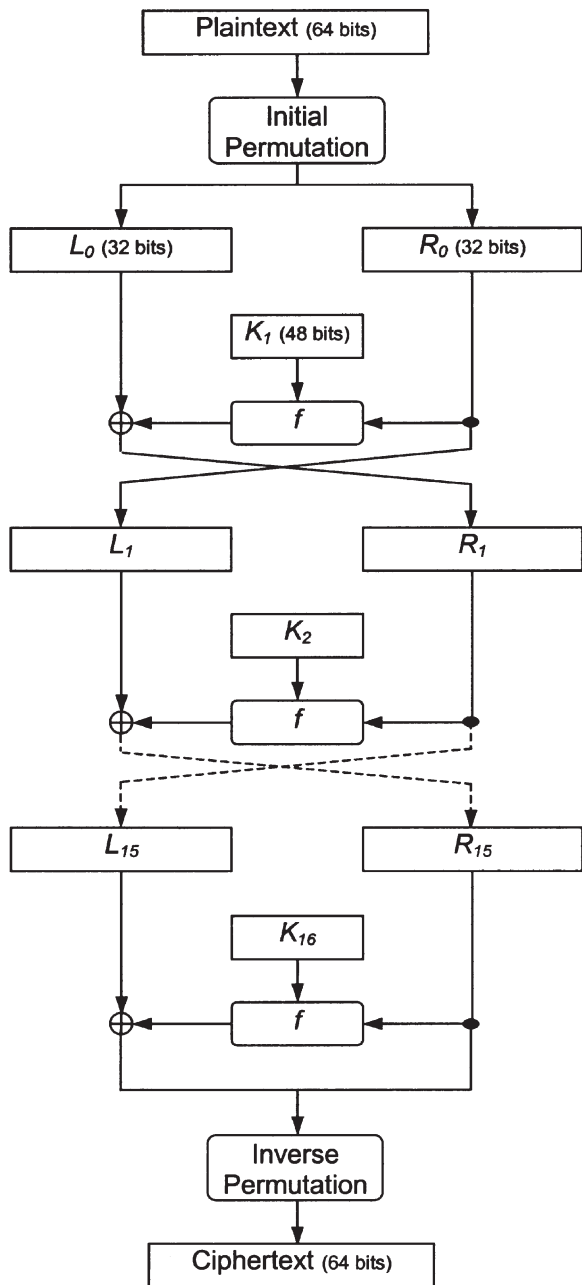 Plaintext (64 bits)
Initial
Permutation
L0 (32 bits)
R0 (32 bits)
K1 (48 bits)
f
L1
R1
K2
f
L15
R15
K16
f
Inverse
Permutation
Ciphertext (64 bits)